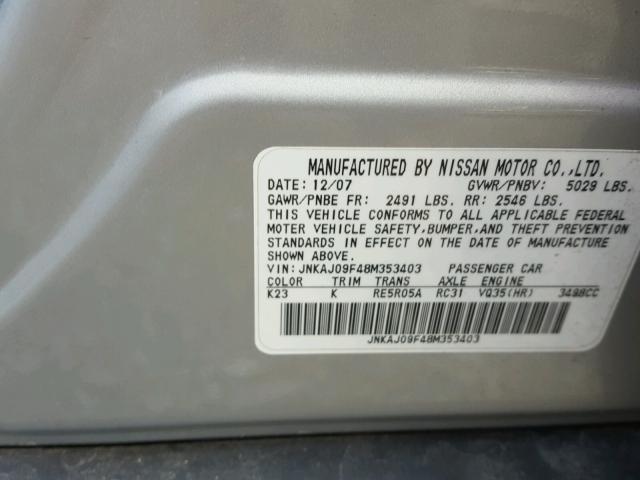 MANUFACTURED BY NISSAN MOTOR CO.,LTD.
DATE: 12/07 GVWR/PNBV: 5029 LBS.
GAWR/PNBE FR: 2491 LBS. RR: 2546 LBS.
THIS VEHICLE CONFORMS TO ALL APPLICABLE FEDERAL
MOTOR VEHICLE SAFETY,BUMPER,AND THEFT PREVENTION
STANDARDS IN EFFECT ON THE DATE OF MANUFACTURE
SHOWN ABOVE.
VIN: JNKAJ09F48M353403 PASSENGER CAR
COLOR TRIM TRANS AXLE ENGINE
K23 K RE5R05A RC31 VQ35(HR) 3498CC
JNKAJ09F48M353403